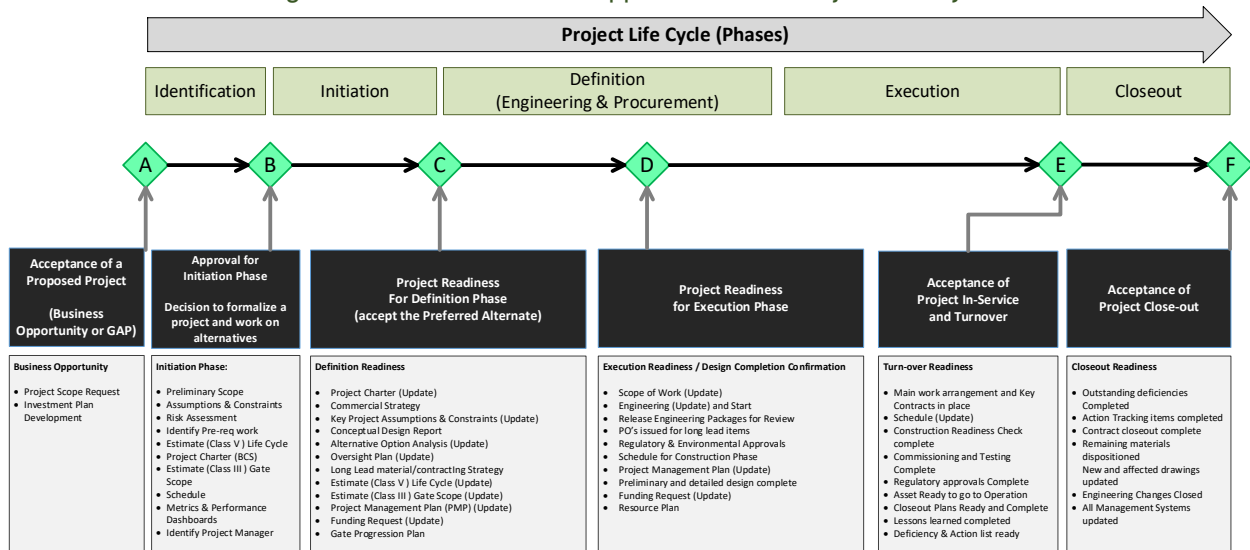 Project Life Cycle (Phases)
Identification
Initiation
Definition
(Engineering & Procurement)
Execution
Closeout
A
B
C
D
E
F
Acceptance of a
Proposed Project
(Business
Opportunity or GAP)
Approval for
Initiation Phase
Decision to formalize a
project and work on
alternatives
Project Readiness
For Definition Phase
(accept the Preferred Alternate)
Project Readiness
for Execution Phase
Acceptance of
Project In-Service
and Turnover
Acceptance of
Project Close-out
Business Opportunity
• Project Scope Request
• Investment Plan
Development
Initiation Phase:
• Preliminary Scope
• Assumptions & Constraints
• Risk Assessment
• Identify Pre-req work
• Estimate (Class V ) Life Cycle
• Project Charter (BCS)
• Estimate (Class III ) Gate
Scope
• Schedule
• Metrics & Performance
Dashboards
• Identify Project Manager
Definition Readiness
• Project Charter (Update)
• Commercial Strategy
• Key Project Assumptions & Constraints (Update)
• Conceptual Design Report
• Alternative Option Analysis (Update)
• Oversight Plan (Update)
• Long Lead material/contracting Strategy
• Estimate (Class V ) Life Cycle (Update)
• Estimate (Class III ) Gate Scope (Update)
• Project Management Plan (PMP) (Update)
• Funding Request (Update)
• Gate Progression Plan
Execution Readiness / Design Completion Confirmation
• Scope of Work (Update)
• Engineering (Update) and Start
• Release Engineering Packages for Review
• PO's issued for long lead items
• Regulatory & Environmental Approvals
• Schedule for Construction Phase
• Project Management Plan (Update)
• Preliminary and detailed design complete
• Funding Request (Update)
• Resource Plan
Turn-over Readiness
• Main work arrangement and Key
Contracts in place
• Schedule (Update)
• Construction Readiness Check
complete
• Commissioning and Testing
Complete
• Regulatory approvals Complete
• Asset Ready to go to Operation
• Closeout Plans Ready and Complete
• Lessons learned completed
• Deficiency & Action list ready
Closeout Readiness
• Outstanding deficiencies
Completed
• Action Tracking items completed
• Contract closeout complete
• Remaining materials
dispositioned
New and affected drawings
updated
• Engineering Changes Closed
• All Management Systems
updated